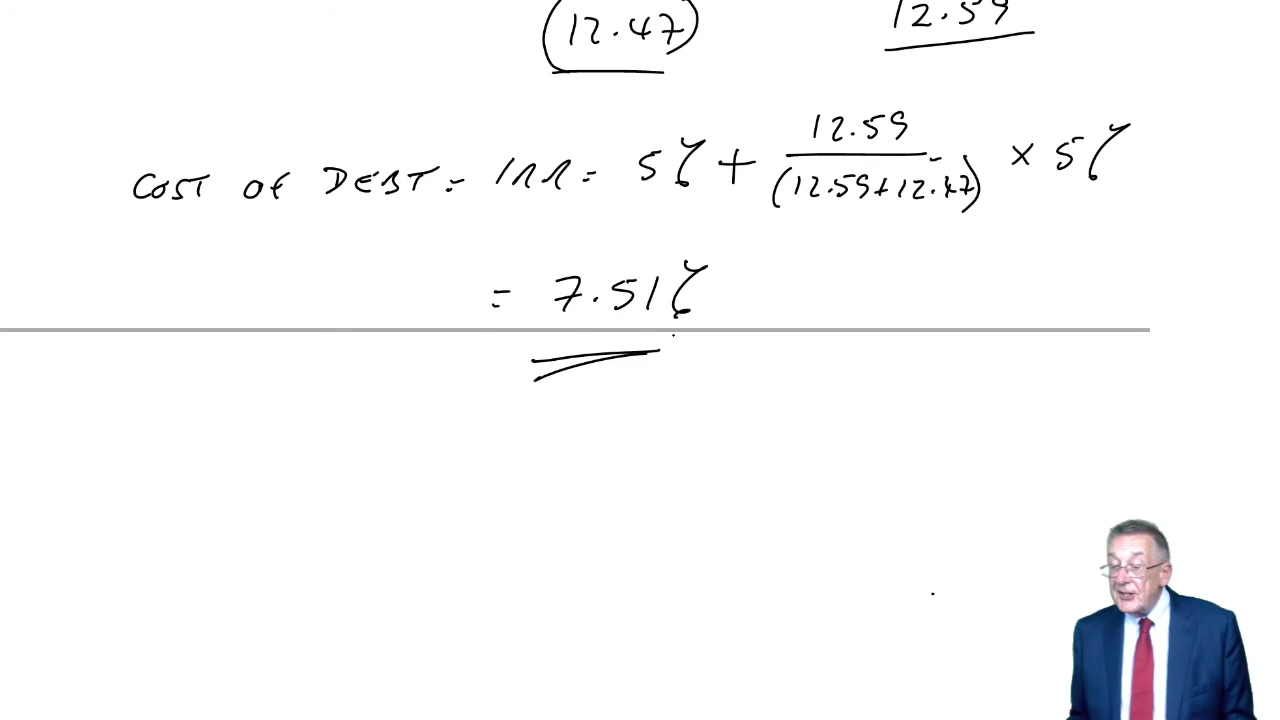 (12.47) 12.59
COST OF DEBT = IRR = 5% + 12.59 / (12.59+12.47) × 5%
= 7.51%